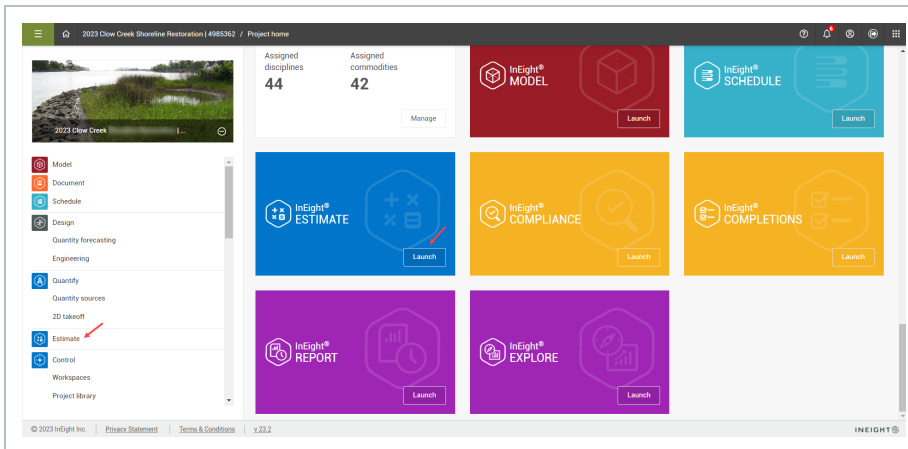 2023 Clow Creek Shoreline Restoration | 4985362 / Project home
6
2023 Clow Creek | ...
Model
Document
Schedule
Design
Quantity forecasting
Engineering
Quantify
Quantity sources
2D takeoff
Estimate
Control
Workspaces
Project library
Assigned disciplines
44
Assigned commodities
42
Manage
InEight®
MODEL
Launch
InEight®
SCHEDULE
Launch
InEight®
ESTIMATE
Launch
InEight®
COMPLIANCE
Launch
InEight®
COMPLETIONS
Launch
InEight®
REPORT
Launch
InEight®
EXPLORE
Launch
© 2023 InEight Inc. | Privacy Statement | Terms & Conditions | v 23.2
INEIGHT